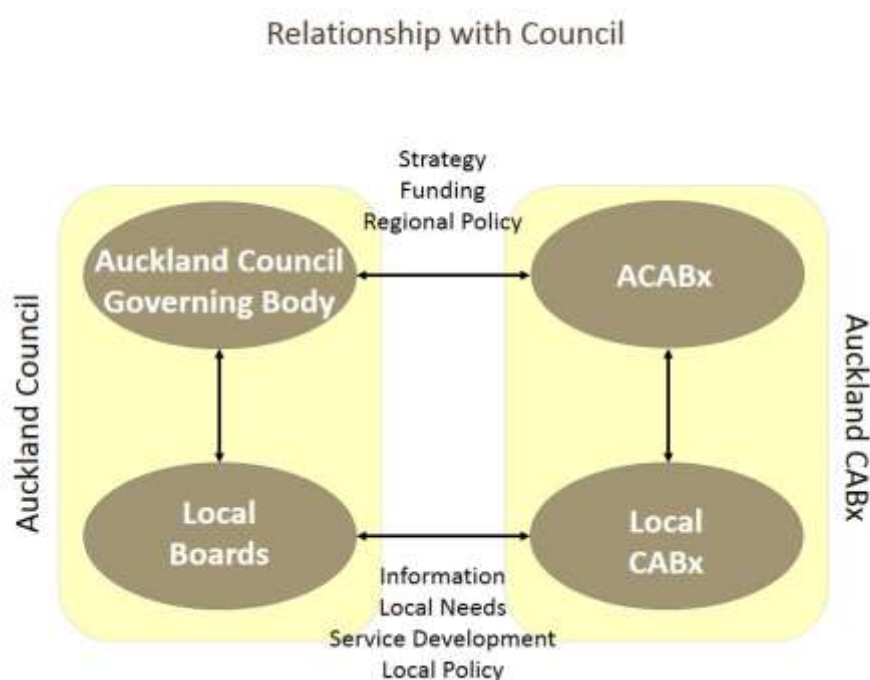 Relationship with Council
Strategy
Funding
Regional Policy
Auckland Council
Governing Body
ACABx
Auckland Council
Auckland CABx
Local
Boards
Local
CABx
Information
Local Needs
Service Development
Local Policy